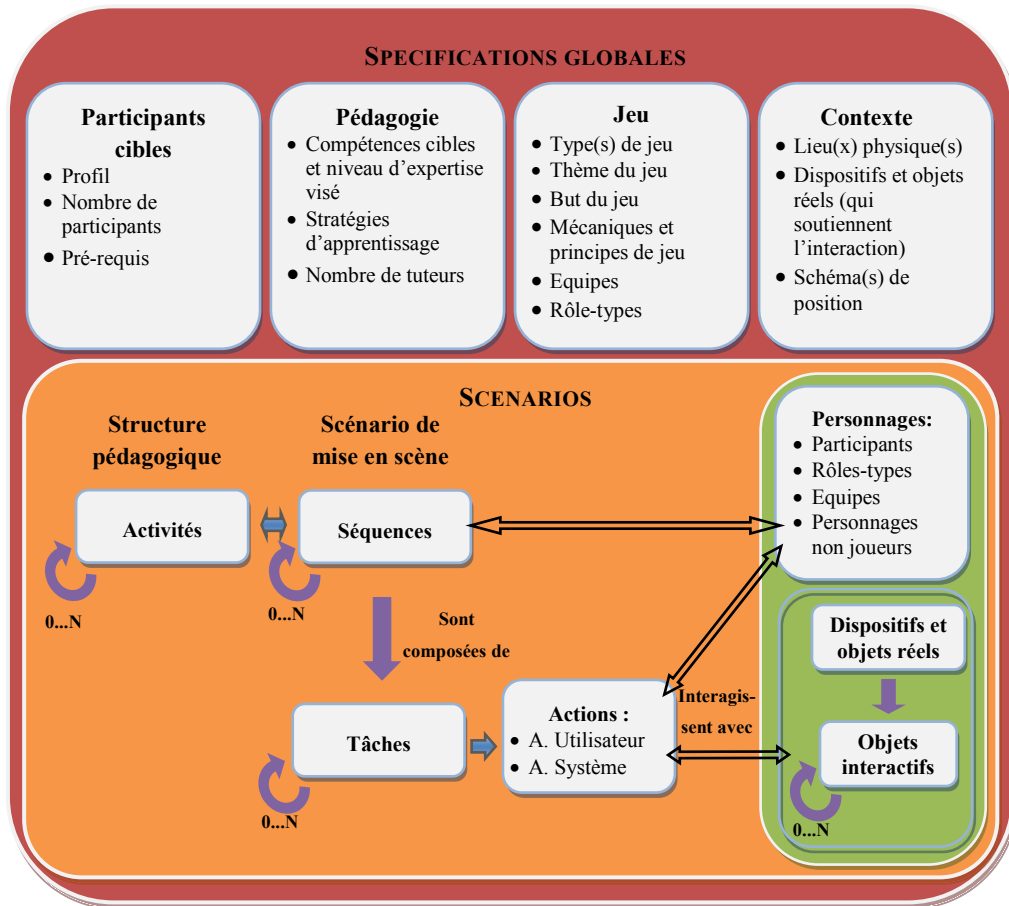 SPECIFICATIONS GLOBALES
Participants
cibles
• Profil
• Nombre de
participants
• Pré-requis
Pédagogie
• Compétences cibles
et niveau d'expertise
visé
• Stratégies
d'apprentissage
• Nombre de tuteurs
Jeu
• Type(s) de jeu
• Thème du jeu
• But du jeu
• Mécaniques et
principes de jeu
• Equipes
• Rôle-types
Contexte
• Lieu(x) physique(s)
• Dispositifs et objets
réels (qui
soutiennent
l'interaction)
• Schéma(s) de
position
SCENARIOS
Structure
pédagogique
Scénario de
mise en scène
Activités
0...N
Séquences
0...N
Sont
composées de
Tâches
0...N
Actions :
• A. Utilisateur
• A. Système
Interagis-
sent avec
Personnages:
• Participants
• Rôles-types
• Equipes
• Personnages
non joueurs
Dispositifs et
objets réels
Objets
interactifs
0...N